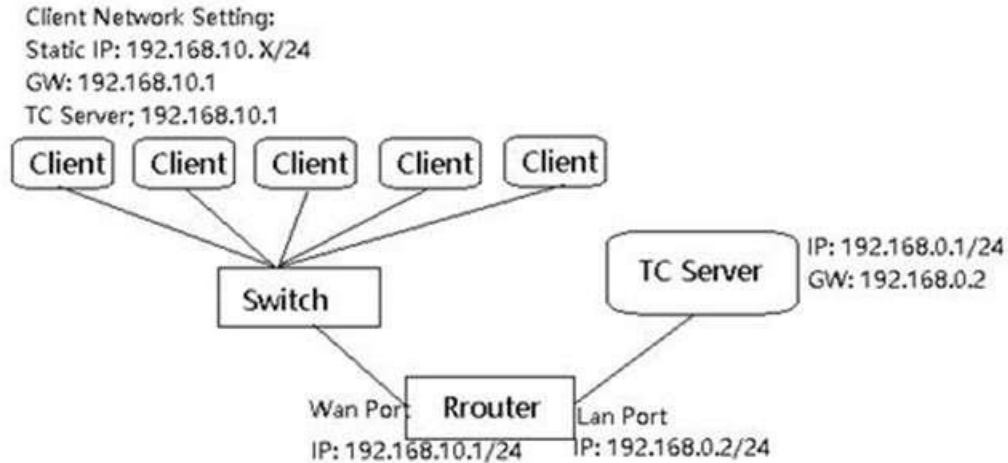 Client Network Setting:
Static IP: 192.168.10. X/24
GW: 192.168.10.1
TC Server; 192.168.10.1
Client
Client
Client
Client
Client
TC Server
IP: 192.168.0.1/24
GW: 192.168.0.2
Switch
Wan Port
IP: 192.168.10.1/24
Rrouter
Lan Port
IP: 192.168.0.2/24